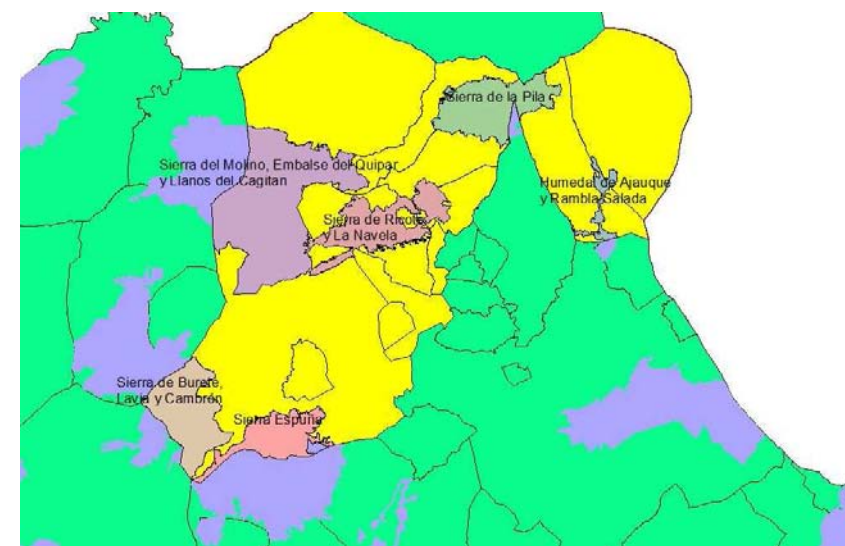 Sierra de la Pila
Sierra del Molino, Embalse del Quipar
y Llanos del Cagitan
Humedal de Ajauque
y Rambla Salada
Sierra de Ricote
y La Navela
Sierra de Burete,
Lavia y Cambrón
Sierra Espuña